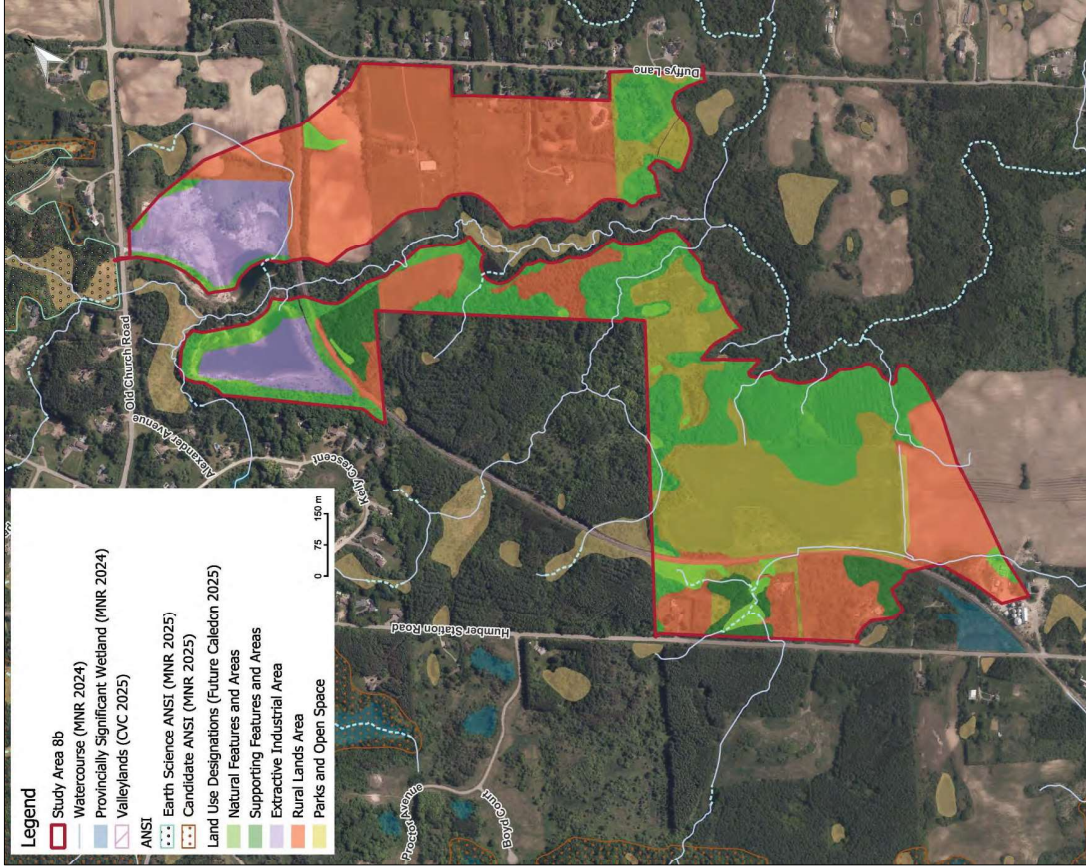 Legend
Study Area 8b
Watercourse (MNR 2024)
Provincially Significant Wetland (MNR 2024)
Valleylands (CVC 2025)
ANSI
Earth Science ANSI (MNR 2025)
Candidate ANSI (MNR 2025)
Land Use Designations (Future Caledon 2025)
Natural Features and Areas
Supporting Features and Areas
Extractive Industrial Area
Rural Lands Area
Parks and Open Space
0 75 150 m
Old Church Road
Alexander Avenue
Kelly Crescent
Duffys Lane
Humber Station Road
Proctor Avenue
Boyd Court